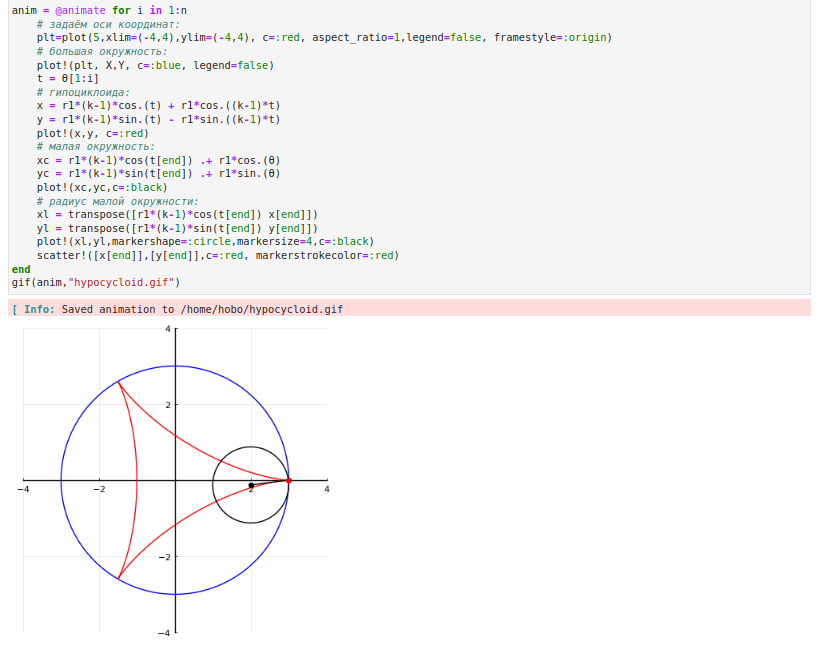 anim = @animate for i in 1:n
    # задаём оси координат:
    plt=plot(5,xlim=(-4,4),ylim=(-4,4), c=:red, aspect_ratio=1,legend=false, framestyle=:origin)
    # большая окружность:
    plot!(plt, X,Y, c=:blue, legend=false)
    t = θ[1:i]
    # гипоциклоида:
    x = r1*(k-1)*cos.(t) + r1*cos.((k-1)*t)
    y = r1*(k-1)*sin.(t) - r1*sin.((k-1)*t)
    plot!(x,y, c=:red)
    # малая окружность:
    xc = r1*(k-1)*cos(t[end]) .+ r1*cos.(θ)
    yc = r1*(k-1)*sin(t[end]) .+ r1*sin.(θ)
    plot!(xc,yc,c=:black)
    # радиус малой окружности:
    xl = transpose([r1*(k-1)*cos(t[end]) x[end]])
    yl = transpose([r1*(k-1)*sin(t[end]) y[end]])
    plot!(xl,yl,markershape=:circle,markersize=4,c=:black)
    scatter!([x[end]],[y[end]],c=:red, markerstrokecolor=:red)
end
gif(anim,"hypocycloid.gif")
[ Info: Saved animation to /home/hobo/hypocycloid.gif
4
2
−4 −2 2 4
−2
−4